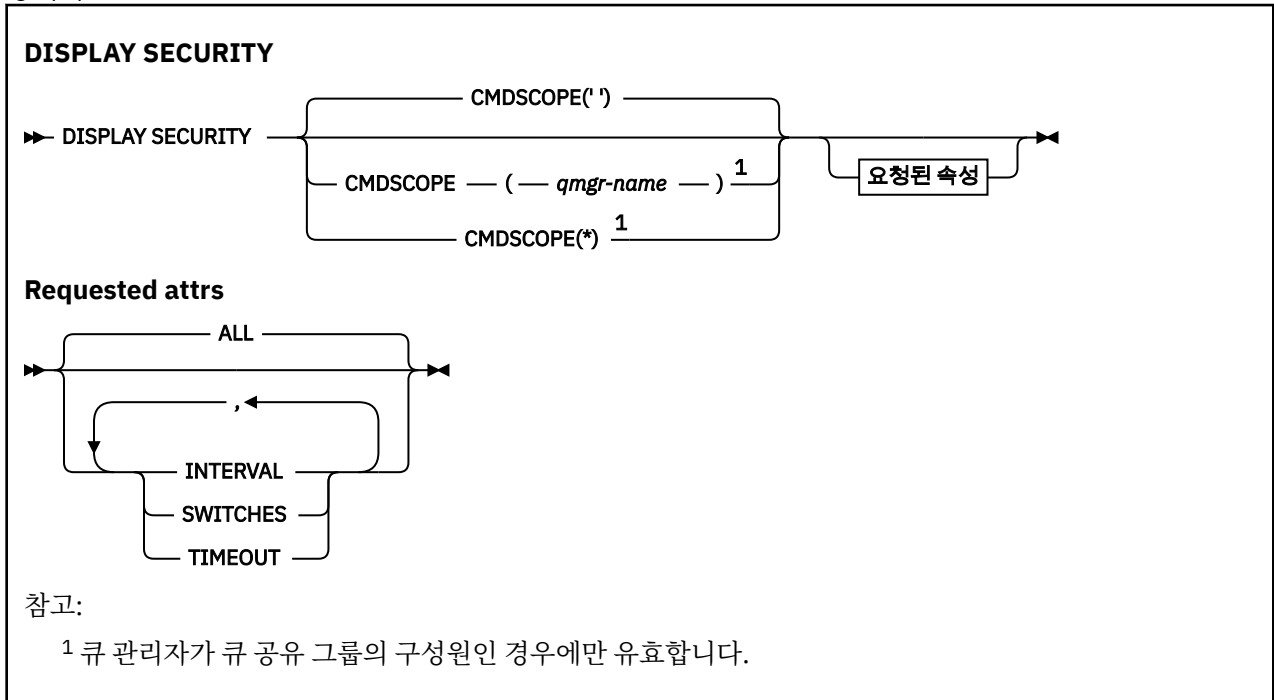 DISPLAY SECURITY
CMDSCOPE(' ')
DISPLAY SECURITY
CMDSCOPE ( qmgr-name ) 1
CMDSCOPE(*) 1
요청된 속성
Requested attrs
ALL
,
INTERVAL
SWITCHES
TIMEOUT
참고:
1 큐 관리자가 큐 공유 그룹의 구성원인 경우에만 유효합니다.